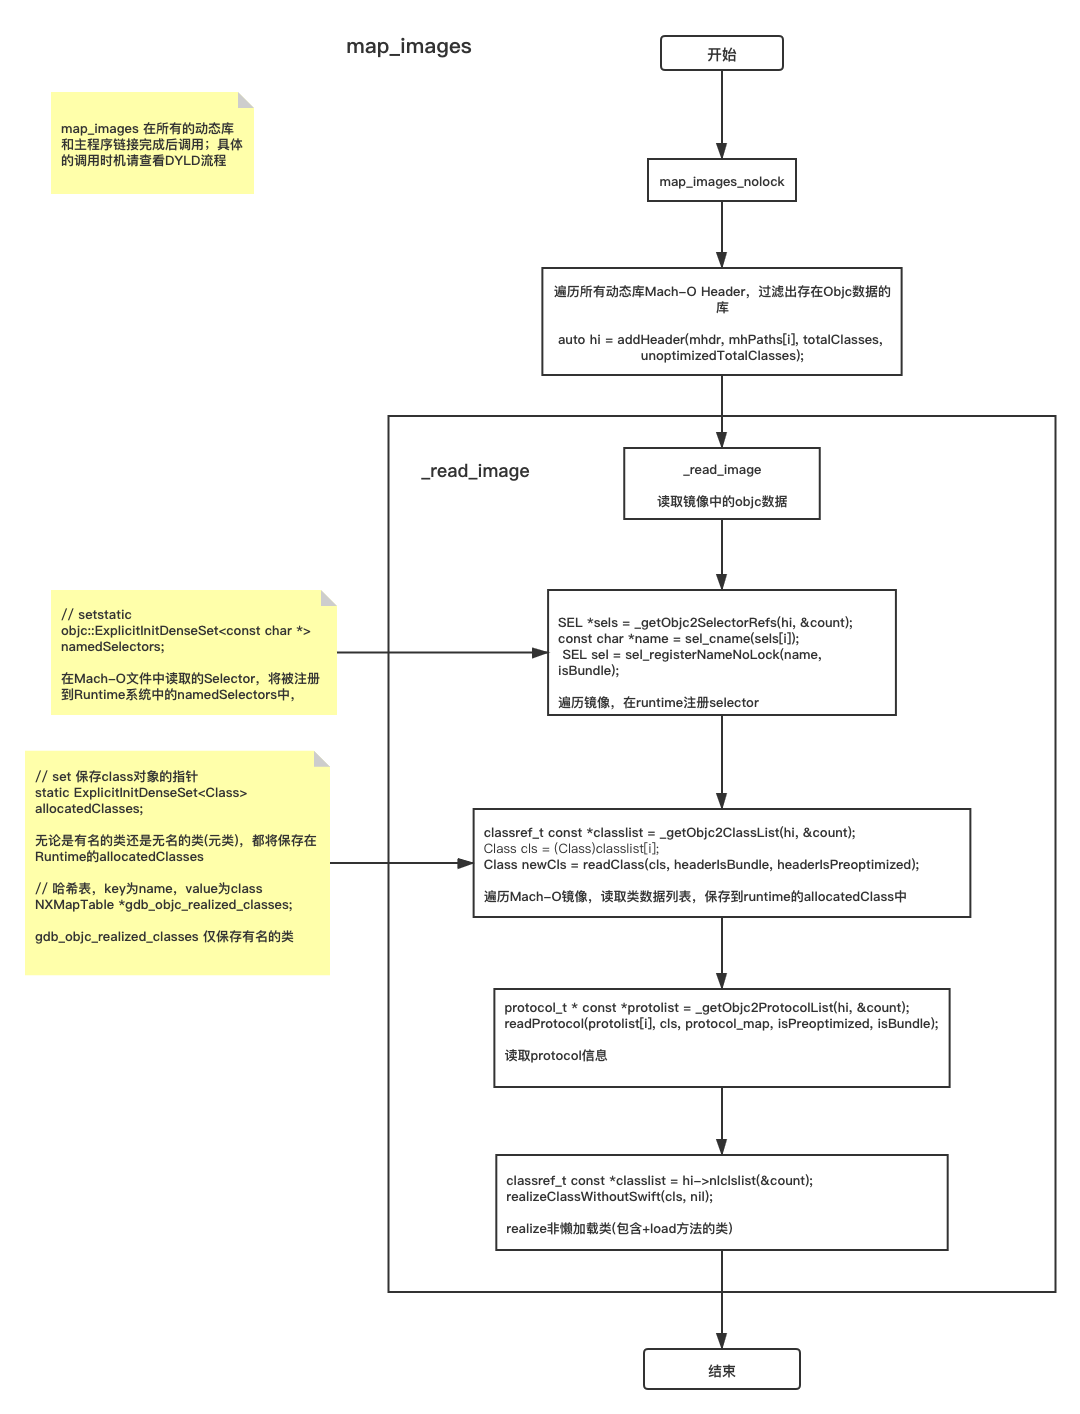 map_images
开始
map_images 在所有的动态库
和主程序链接完成后调用；具体
的调用时机请查看DYLD流程
map_images_nolock
遍历所有动态库Mach-O Header，过滤出存在Objc数据的
库
auto hi = addHeader(mhdr, mhPaths[i], totalClasses,
unoptimizedTotalClasses);
_read_image
_read_image
读取镜像中的objc数据
// setstatic
objc::ExplicitInitDenseSet<const char *>
namedSelectors;
在Mach-O文件中读取的Selector，将被注册
到Runtime系统中的namedSelectors中，
SEL *sels = _getObjc2SelectorRefs(hi, &count);
const char *name = sel_cname(sels[i]);
SEL sel = sel_registerNameNoLock(name,
isBundle);
遍历镜像，在runtime注册selector
// set 保存class对象的指针
static ExplicitInitDenseSet<Class>
allocatedClasses;
无论是有名的类还是无名的类(元类)，都将保存在
Runtime的allocatedClasses
// 哈希表，key为name，value为class
NXMapTable *gdb_objc_realized_classes;
gdb_objc_realized_classes 仅保存有名的类
classref_t const *classlist = _getObjc2ClassList(hi, &count);
Class cls = (Class)classlist[i];
Class newCls = readClass(cls, headerIsBundle, headerIsPreoptimized);
遍历Mach-O镜像，读取类数据列表，保存到runtime的allocatedClass中
protocol_t * const *protolist = _getObjc2ProtocolList(hi, &count);
readProtocol(protolist[i], cls, protocol_map, isPreoptimized, isBundle);
读取protocol信息
classref_t const *classlist = hi->nlclslist(&count);
realizeClassWithoutSwift(cls, nil);
realize非懒加载类(包含+load方法的类)
结束